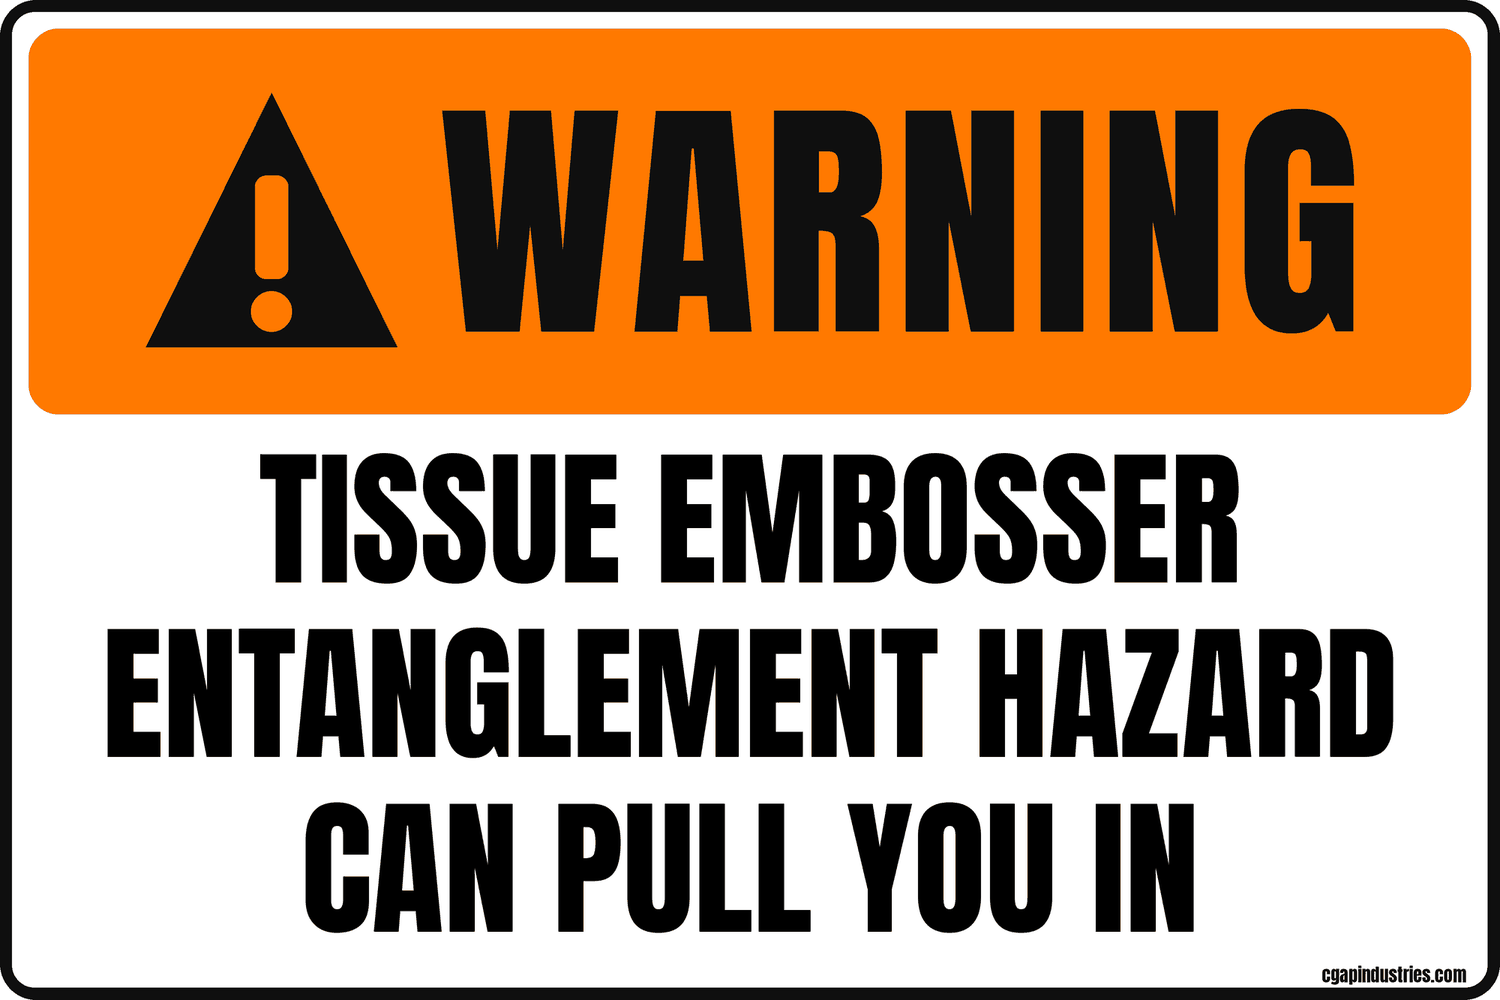 WARNING
TISSUE EMBOSSER
ENTANGLEMENT HAZARD
CAN PULL YOU IN
cgapindustries.com